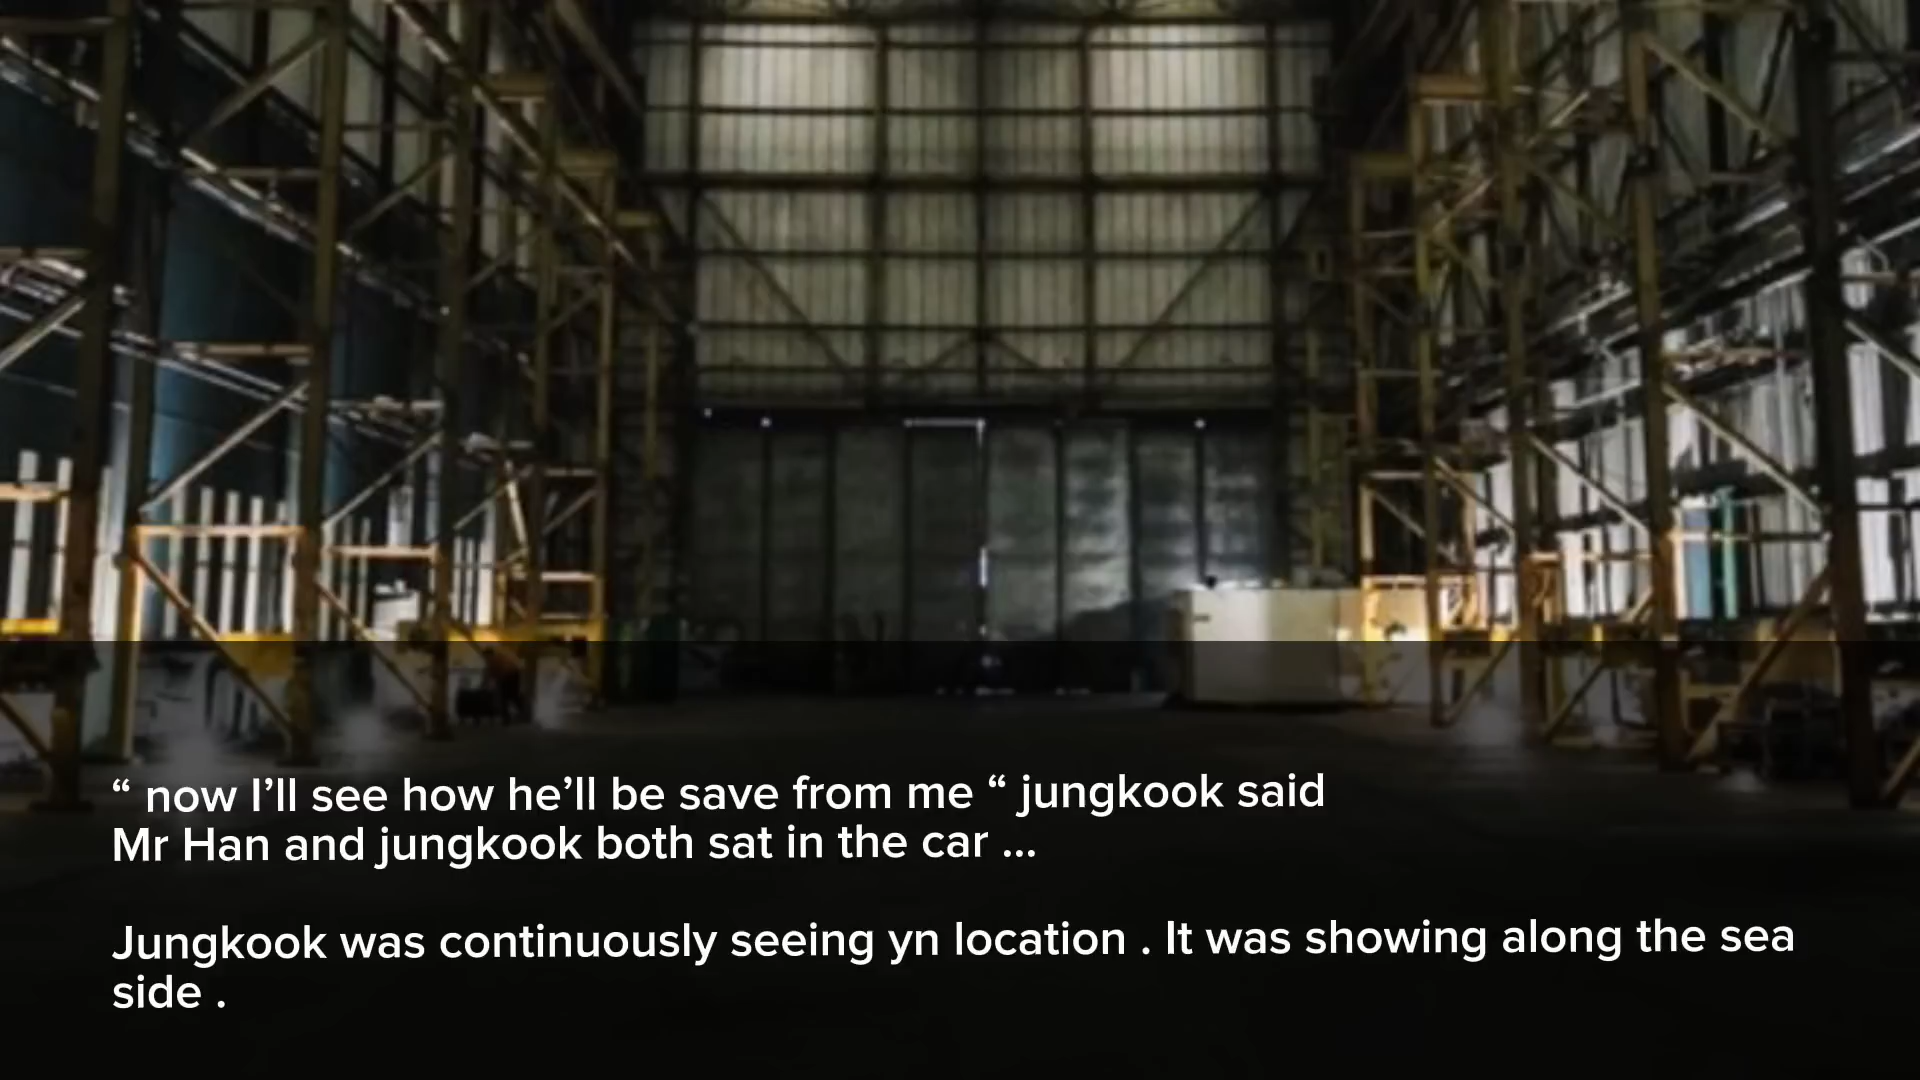 “ now I’ll see how he’ll be save from me “ jungkook said
Mr Han and jungkook both sat in the car ...
Jungkook was continuously seeing yn location . It was showing along the sea
side .